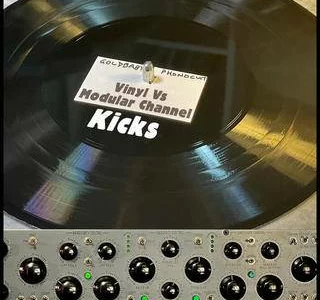 GOLDBABY PHONOCUT
Vinyl Vs
Modular Channel
Kicks